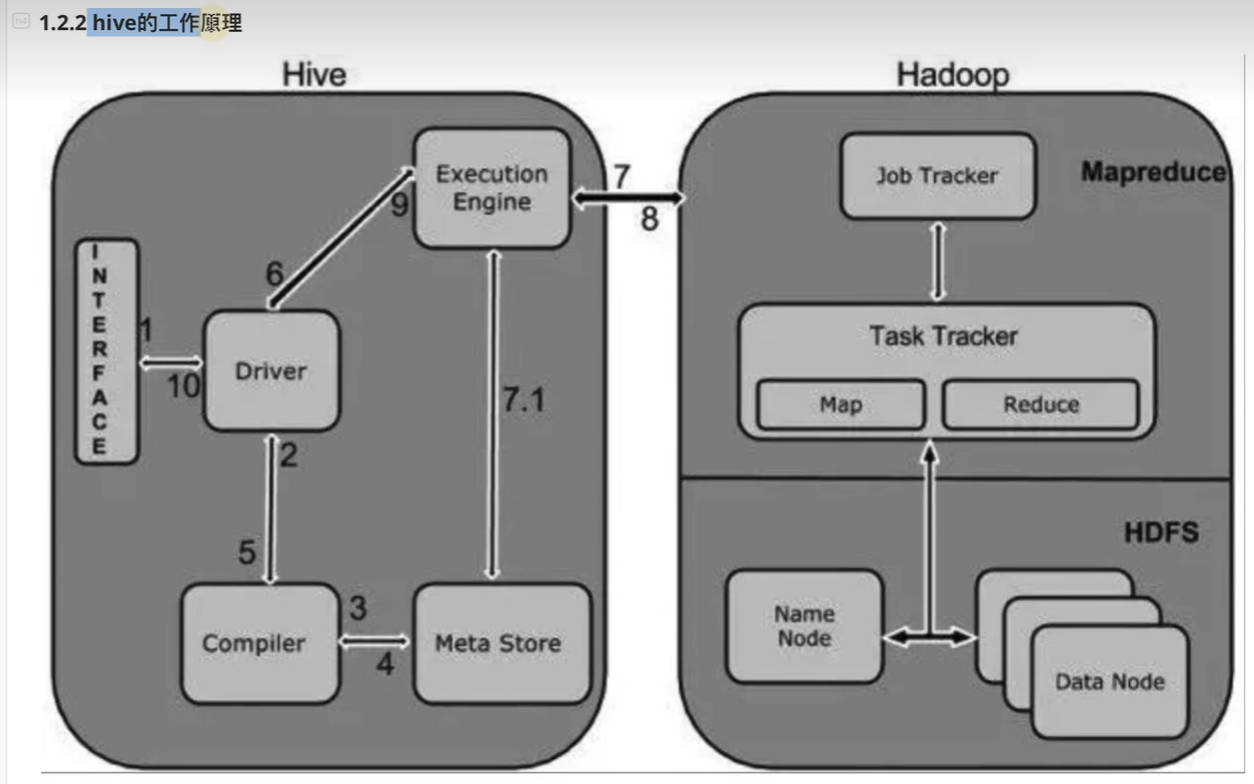 h4
1.2.2 hive的工作原理
Hive
Hadoop
Execution
Engine
7
8
Job Tracker
Mapreduce
9
6
INTERFACE
1
10
Driver
Task Tracker
Map
Reduce
7.1
2
5
HDFS
Compiler
3
4
Meta Store
Name
Node
Data Node